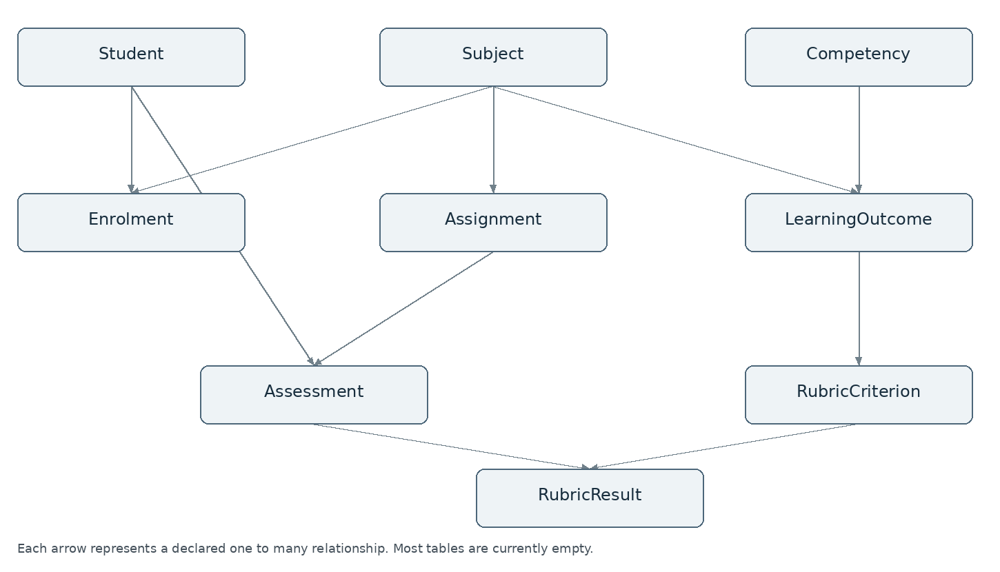 Student
Subject
Competency
Enrolment
Assignment
LearningOutcome
Assessment
RubricCriterion
RubricResult
Each arrow represents a declared one to many relationship. Most tables are currently empty.